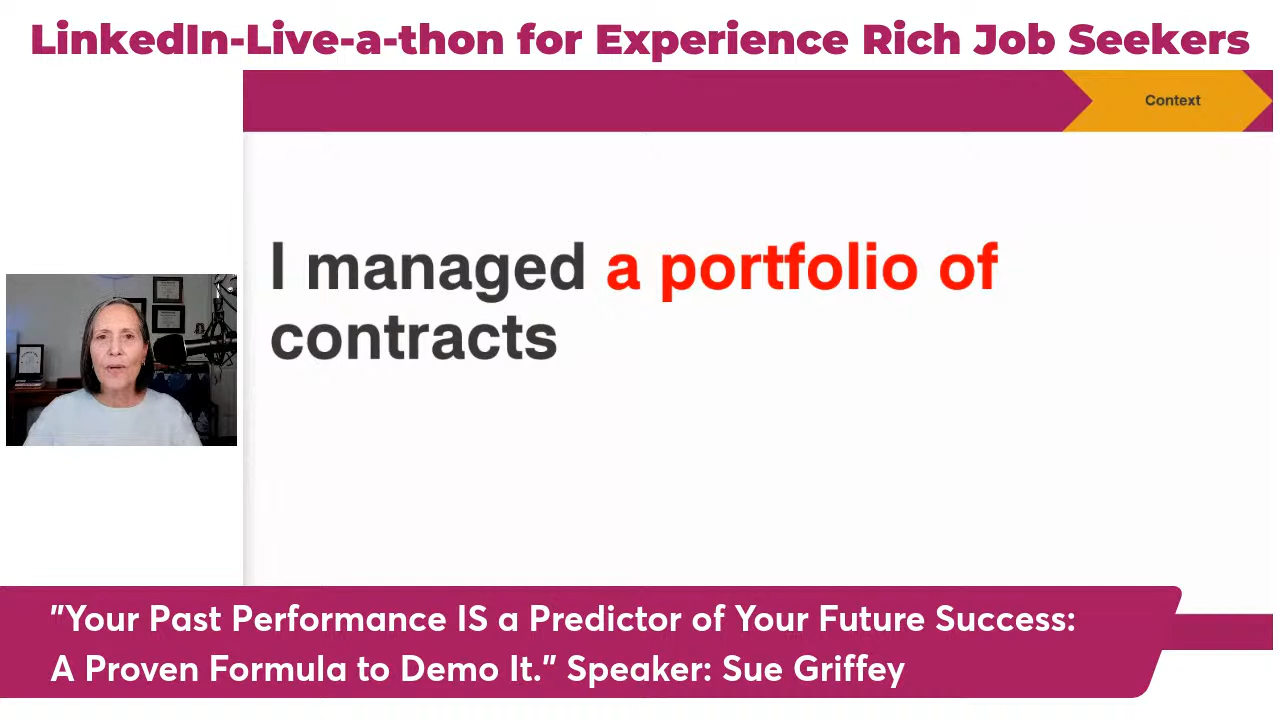 LinkedIn-Live-a-thon for Experience Rich Job Seekers
Context
I managed a portfolio of
contracts
"Your Past Performance IS a Predictor of Your Future Success:
A Proven Formula to Demo It." Speaker: Sue Griffey